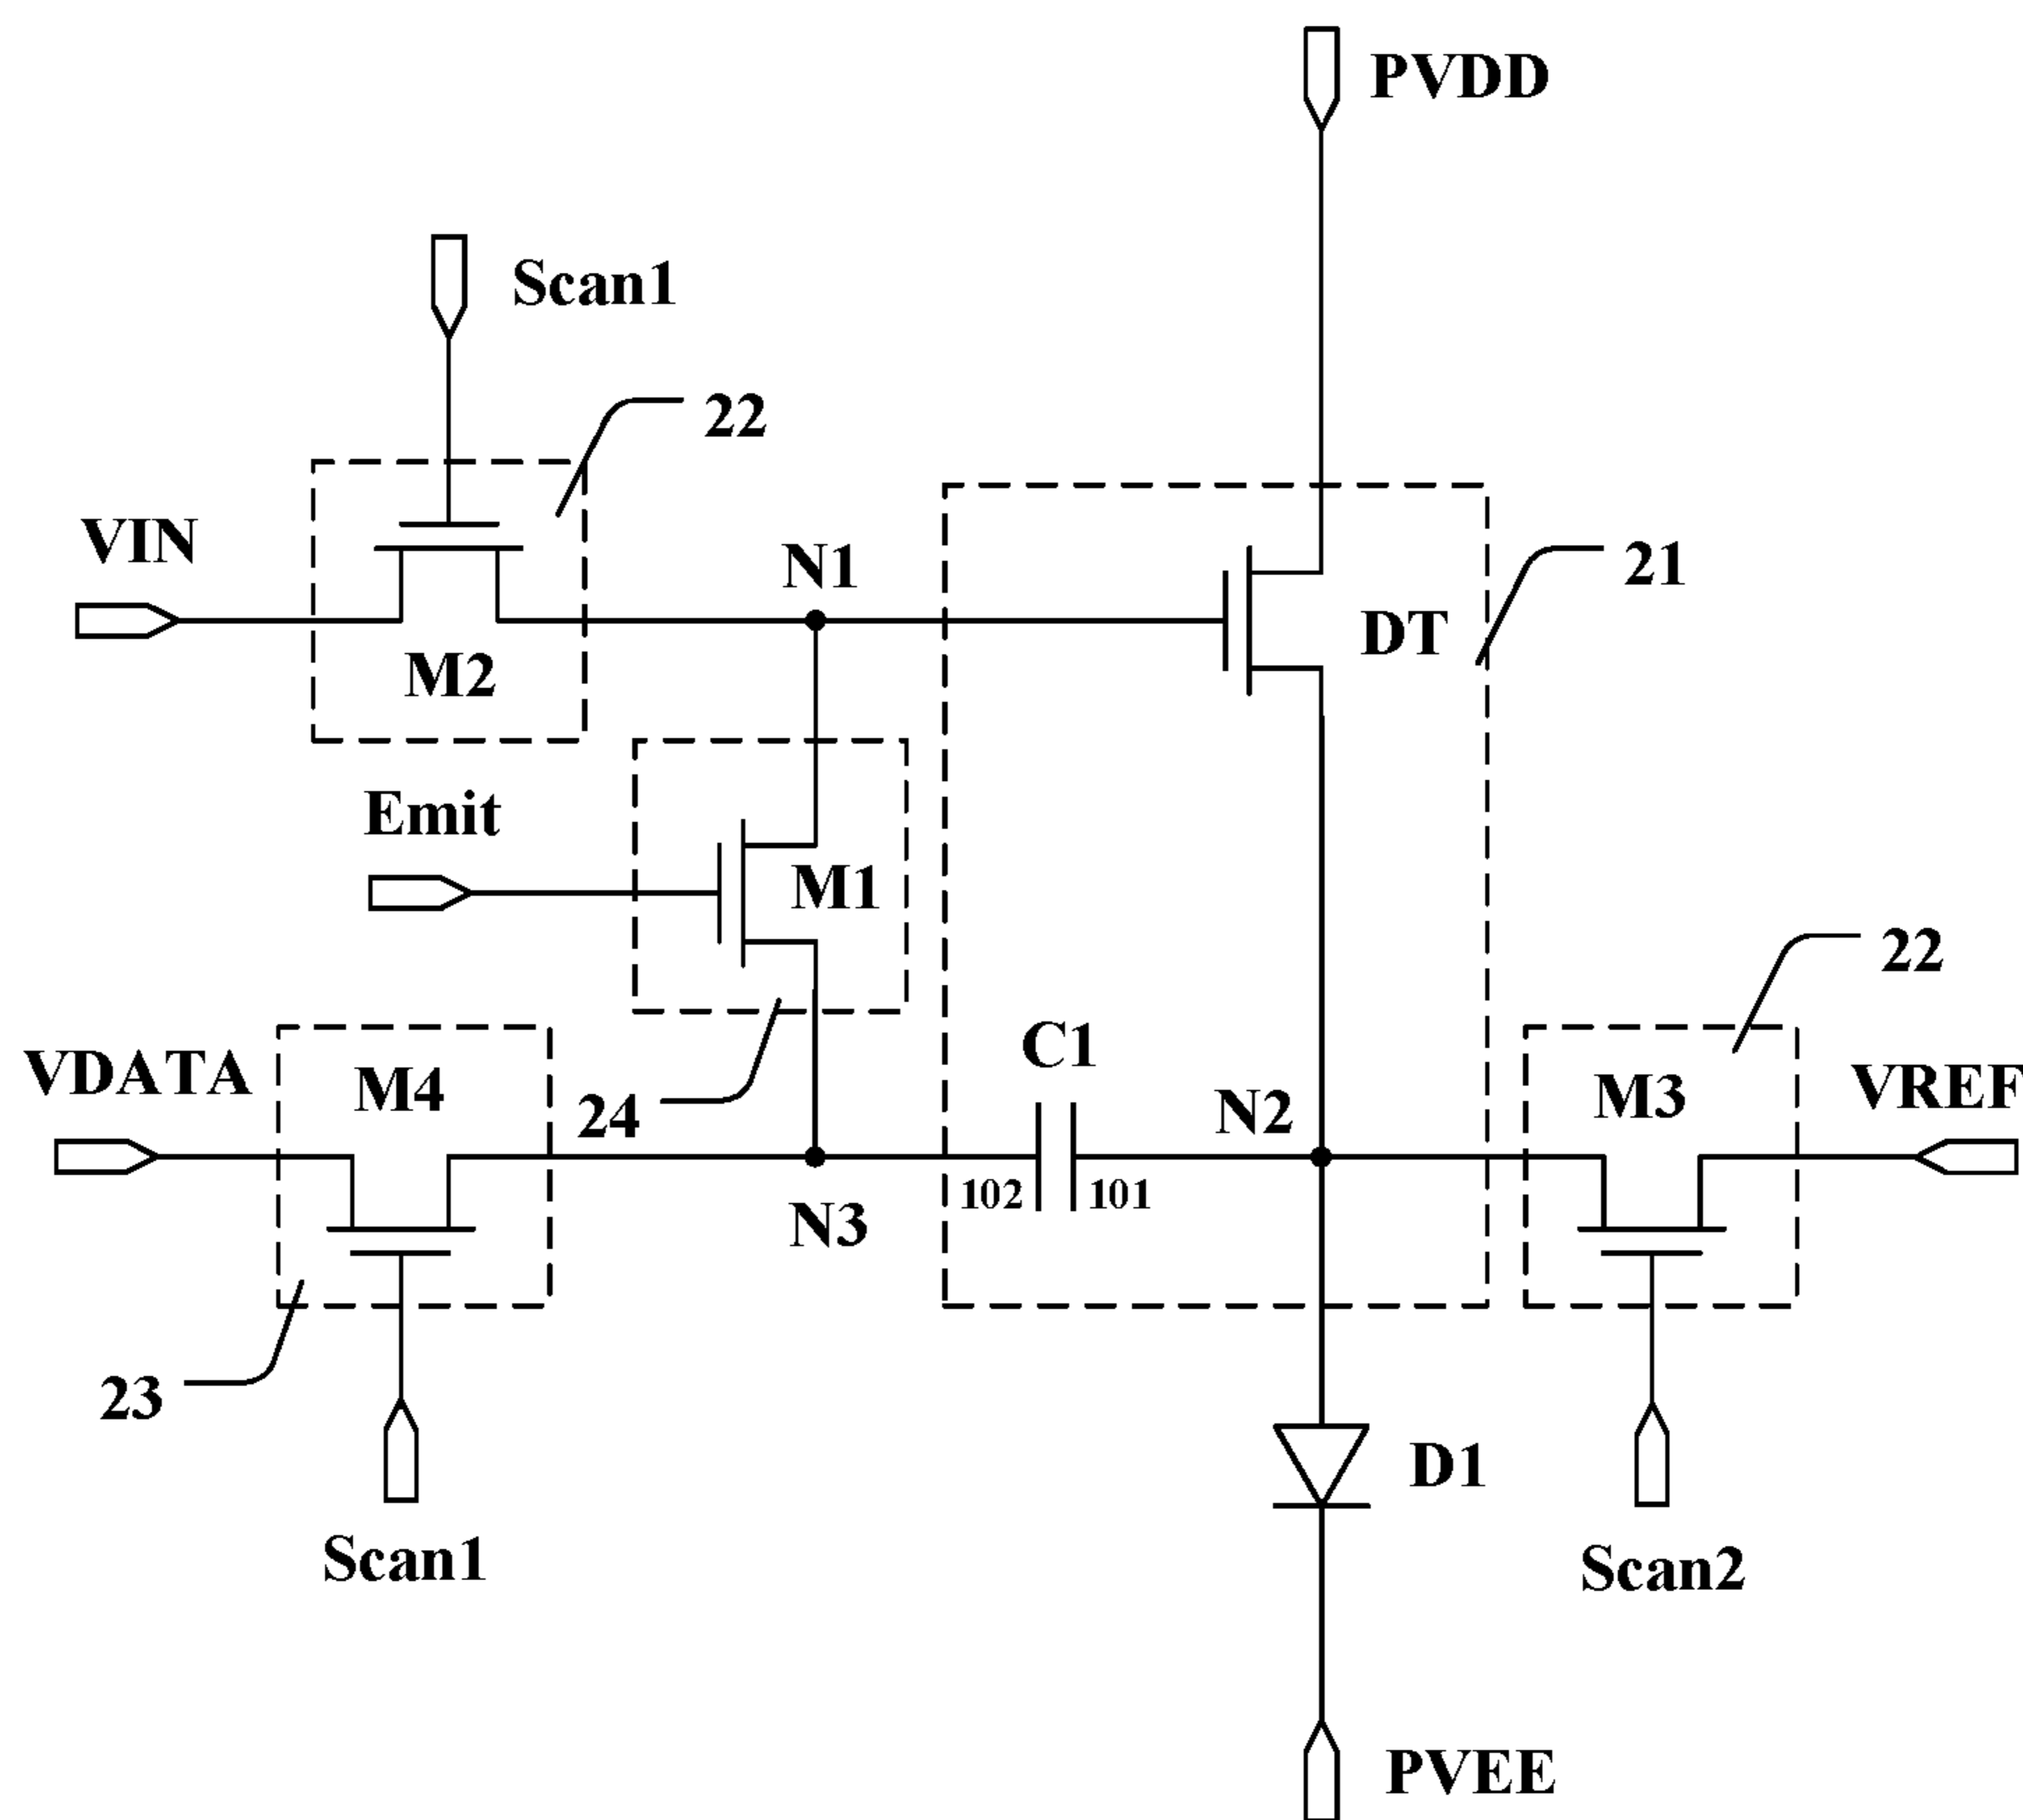 PVDD
Scan1
22
VIN
N1
21
DT
M2
Emit
M1
22
C1
VDATA
M4
M3
VREF
24
N2
102
101
N3
23
D1
Scan1
Scan2
PVEE